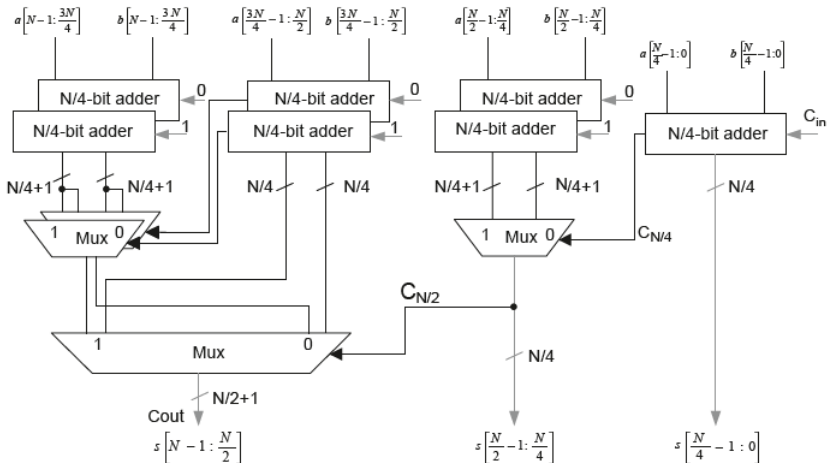 a[N-1:3N/4] b[N-1:3N/4] a[3N/4-1:N/2] b[3N/4-1:N/2] a[N/2-1:N/4] b[N/2-1:N/4]
a[N/4-1:0] b[N/4-1:0]
N/4-bit adder 0 N/4-bit adder 0 N/4-bit adder 0
N/4-bit adder 1 N/4-bit adder 1 N/4-bit adder 1 N/4-bit adder Cin
N/4+1 N/4+1 N/4 N/4 N/4+1 N/4+1 N/4
1 Mux 0 1 Mux 0 CN/4
CN/2
1 Mux 0
N/4
N/2+1
Cout
s[N-1:N/2] s[N/2-1:N/4] s[N/4-1:0]